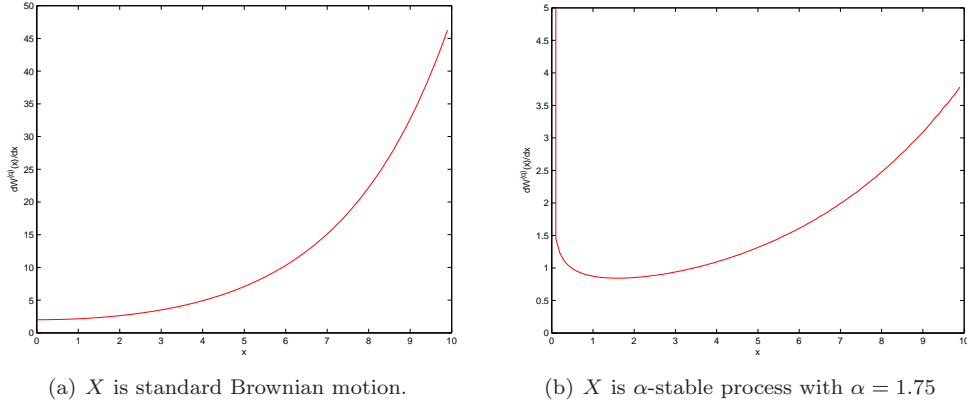 50
45
40
35
30
25
20
15
10
5
0
dW^(q)(x)/dx
0 1 2 3 4 5 6 7 8 9 10
x
(a) X is standard Brownian motion.
5
4.5
4
3.5
3
2.5
2
1.5
1
0.5
0
dW^(q)(x)/dx
0 1 2 3 4 5 6 7 8 9 10
x
(b) X is α-stable process with α = 1.75